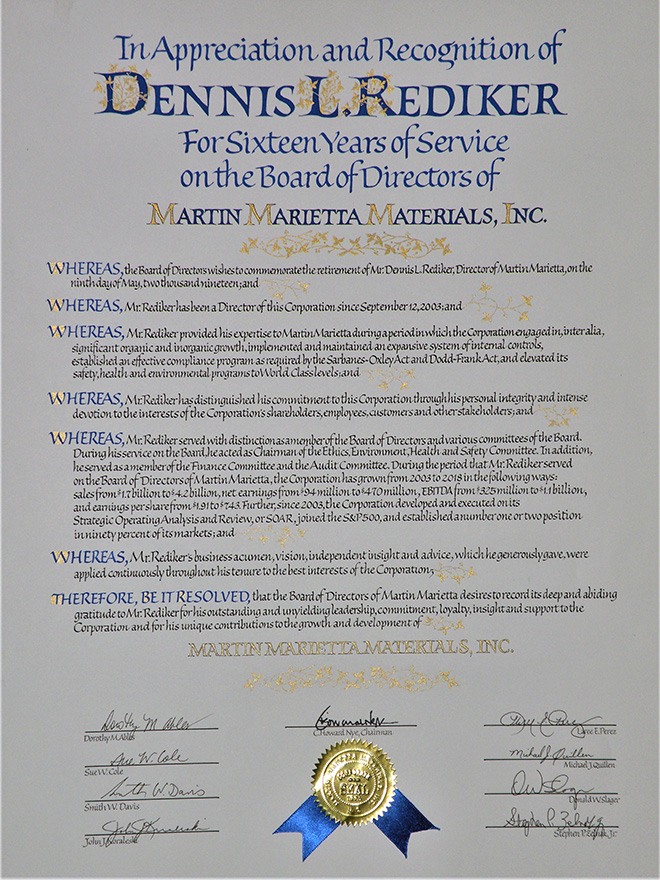 In Appreciation and Recognition of
DENNIS L. REDIKER
For Sixteen Years of Service
on the Board of Directors of
MARTIN MARIETTA MATERIALS, INC.
WHEREAS, the Board of Directors wishes to commemorate the retirement of Mr. Dennis L. Rediker, Director of Martin Marietta, on the
ninth day of May, two thousand nineteen; and
WHEREAS, Mr. Rediker has been a Director of this Corporation since September 12, 2003; and
WHEREAS, Mr. Rediker provided his expertise to Martin Marietta during a period in which the Corporation engaged in, inter alia,
significant organic and inorganic growth, implemented and maintained an expansive system of internal controls,
established an effective compliance program as required by the Sarbanes-Oxley Act and Dodd-Frank Act, and elevated its
safety, health and environmental programs to World Class levels; and
WHEREAS, Mr. Rediker has distinguished his commitment to this Corporation through his personal integrity and intense
devotion to the interests of the Corporation's shareholders, employees, customers and other stakeholders; and
WHEREAS, Mr. Rediker served with distinction as a member of the Board of Directors and various committees of the Board.
During his service on the Board, he acted as Chairman of the Ethics, Environment, Health and Safety Committee. In addition,
he served as a member of the Finance Committee and the Audit Committee. During the period that Mr. Rediker served
on the Board of Directors of Martin Marietta, the Corporation has grown from 2003 to 2018 in the following ways:
sales from $1.7 billion to $4.2 billion, net earnings from $94 million to $470 million, EBITDA from $325 million to $1.1 billion,
and earnings per share from $1.91 to $7.43. Further, since 2003, the Corporation developed and executed on its
Strategic Operating Analysis and Review, or SOAR, joined the S&P 500, and established a number one or two position
in ninety percent of its markets; and
WHEREAS, Mr. Rediker's business acumen, vision, independent insight and advice, which he generously gave, were
applied continuously throughout his tenure to the best interests of the Corporation;
THEREFORE, BE IT RESOLVED, that the Board of Directors of Martin Marietta desires to record its deep and abiding
gratitude to Mr. Rediker for his outstanding and unyielding leadership, commitment, loyalty, insight and support to the
Corporation and for his unique contributions to the growth and development of
MARTIN MARIETTA MATERIALS, INC.
Dorothy M. Ables
C. Howard Nye, Chairman
Laree E. Perez
Sue W. Cole
Michael J. Quillen
Smith W. Davis
Donald W. Slager
John J. Koraleski
Stephen P. Zelnak, Jr.
SEAL